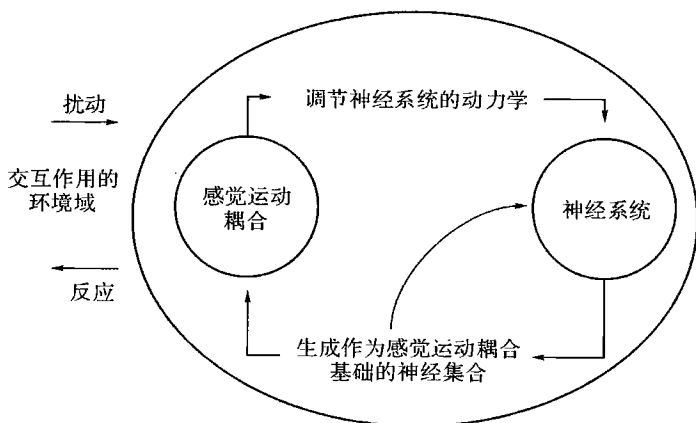 扰动
交互作用的
环境域
反应
调节神经系统的动力学
感觉运动
耦合
神经系统
生成作为感觉运动耦合
基础的神经集合